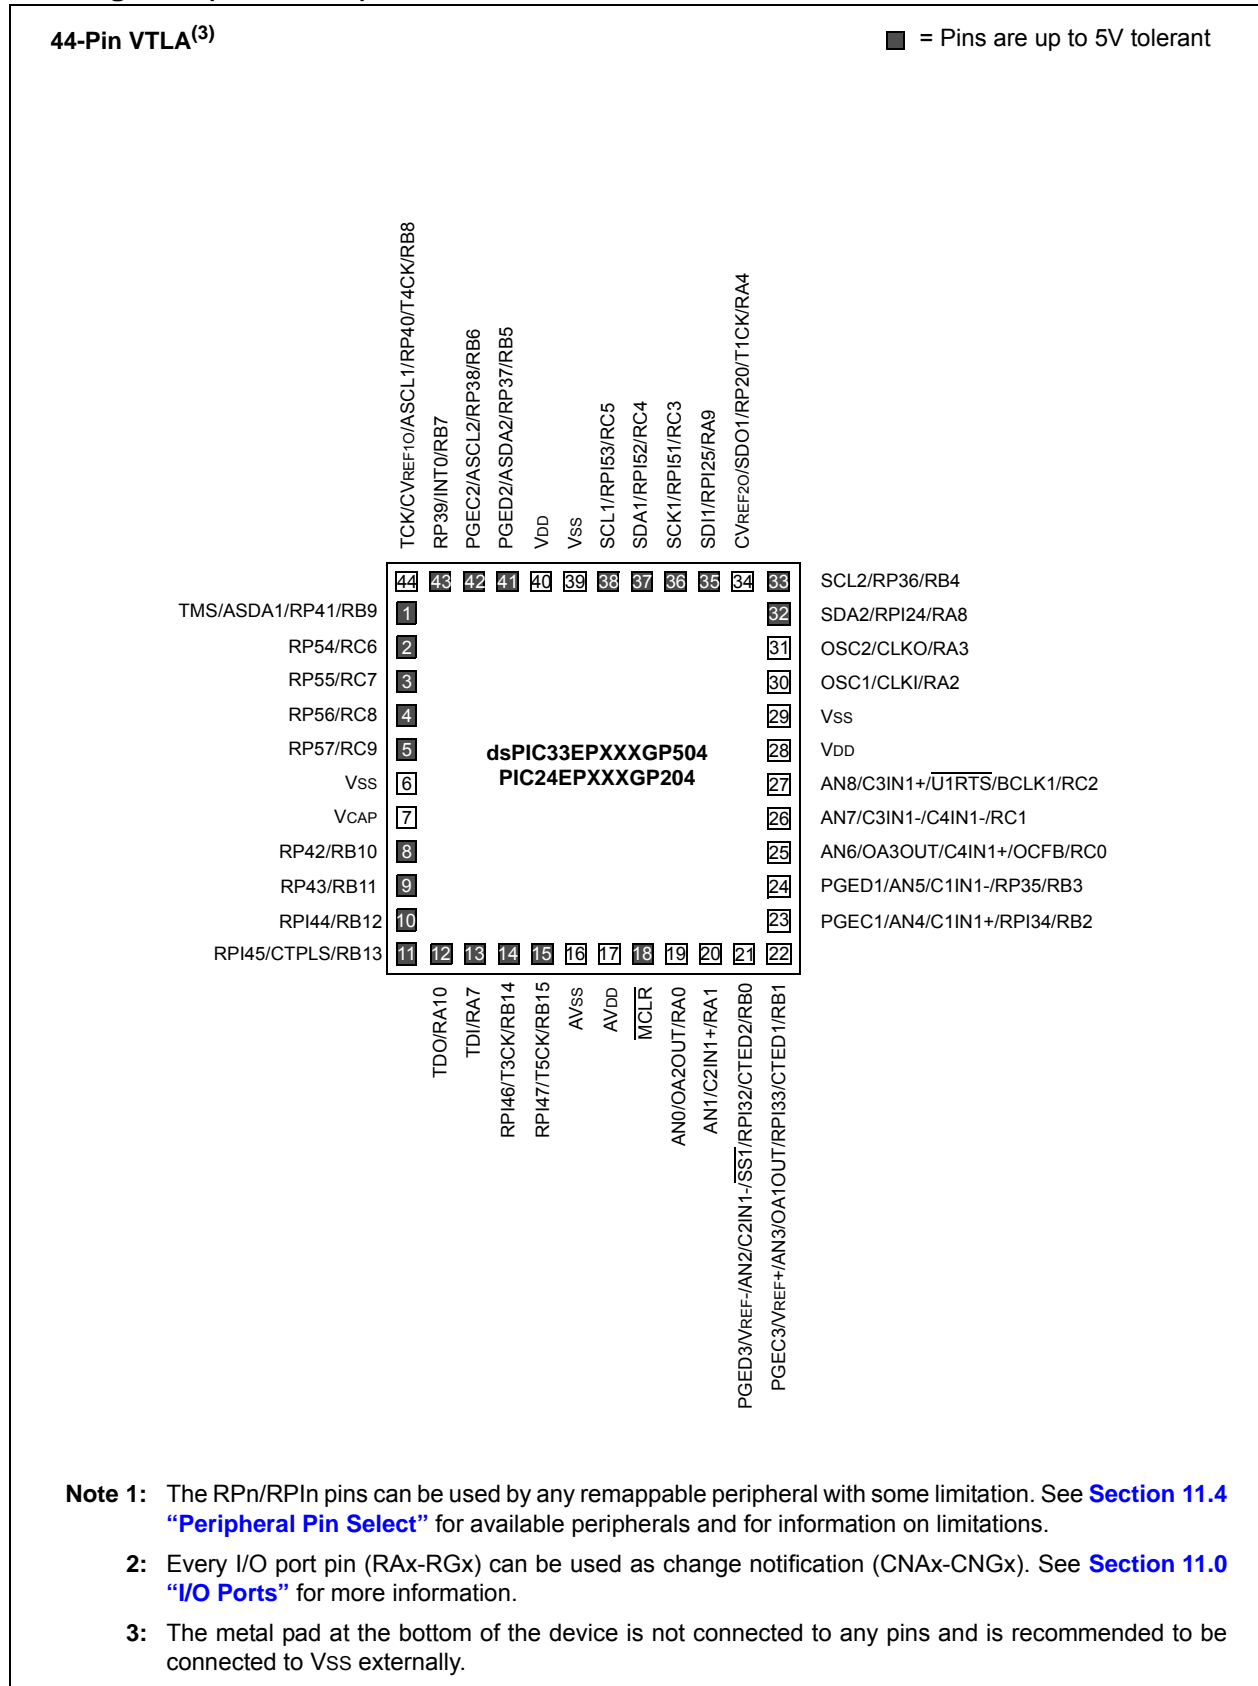 44-Pin VTLA(3)
= Pins are up to 5V tolerant
TCK/CVREF1O/ASCL1/RP40/T4CK/RB8
RP39/INT0/RB7
PGEC2/ASCL2/RP38/RB6
PGED2/ASDA2/RP37/RB5
VDD
VSS
SCL1/RPI53/RC5
SDA1/RPI52/RC4
SCK1/RPI51/RC3
SDI1/RPI25/RA9
CVREF2O/SDO1/RP20/T1CK/RA4
44 43 42 41 40 39 38 37 36 35 34 33 SCL2/RP36/RB4
TMS/ASDA1/RP41/RB9 1 32 SDA2/RPI24/RA8
RP54/RC6 2 31 OSC2/CLKO/RA3
RP55/RC7 3 30 OSC1/CLKI/RA2
RP56/RC8 4 29 VSS
RP57/RC9 5 dsPIC33EPXXXGP504 28 VDD
VSS 6 PIC24EPXXXGP204 27 AN8/C3IN1+/U1RTS/BCLK1/RC2
VCAP 7 26 AN7/C3IN1-/C4IN1-/RC1
RP42/RB10 8 25 AN6/OA3OUT/C4IN1+/OCFB/RC0
RP43/RB11 9 24 PGED1/AN5/C1IN1-/RP35/RB3
RPI44/RB12 10 23 PGEC1/AN4/C1IN1+/RPI34/RB2
RPI45/CTPLS/RB13 11 12 13 14 15 16 17 18 19 20 21 22
TDO/RA10
TDI/RA7
RPI46/T3CK/RB14
RPI47/T5CK/RB15
AVSS
AVDD
MCLR
AN0/OA2OUT/RA0
AN1/C2IN1+/RA1
PGED3/VREF-/AN2/C2IN1-/SS1/RPI32/CTED2/RB0
PGEC3/VREF+/AN3/OA1OUT/RPI33/CTED1/RB1
Note 1: The RPn/RPIn pins can be used by any remappable peripheral with some limitation. See Section 11.4
“Peripheral Pin Select” for available peripherals and for information on limitations.
2: Every I/O port pin (RAx-RGx) can be used as change notification (CNAx-CNGx). See Section 11.0
“I/O Ports” for more information.
3: The metal pad at the bottom of the device is not connected to any pins and is recommended to be
connected to VSS externally.